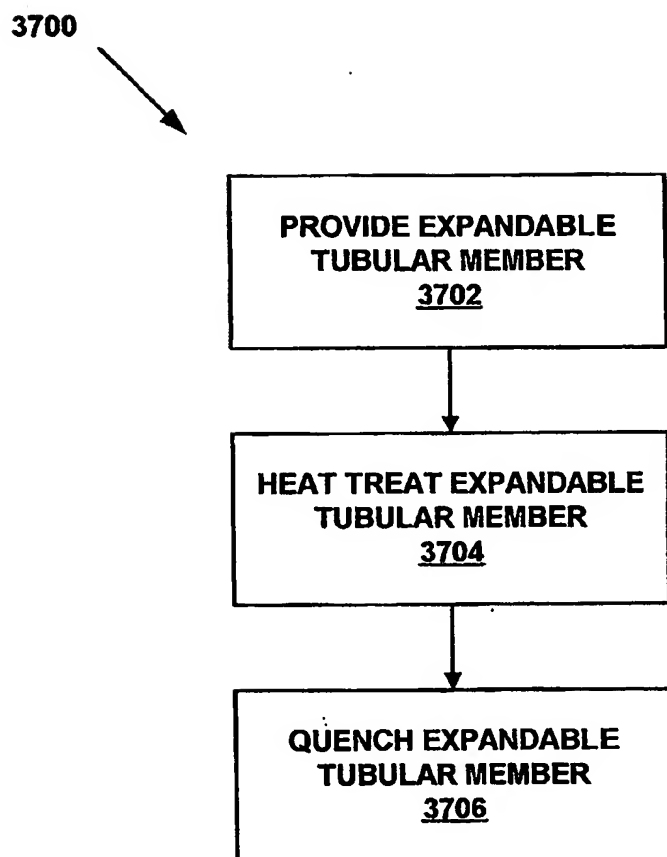 3700
PROVIDE EXPANDABLE
TUBULAR MEMBER
3702
HEAT TREAT EXPANDABLE
TUBULAR MEMBER
3704
QUENCH EXPANDABLE
TUBULAR MEMBER
3706